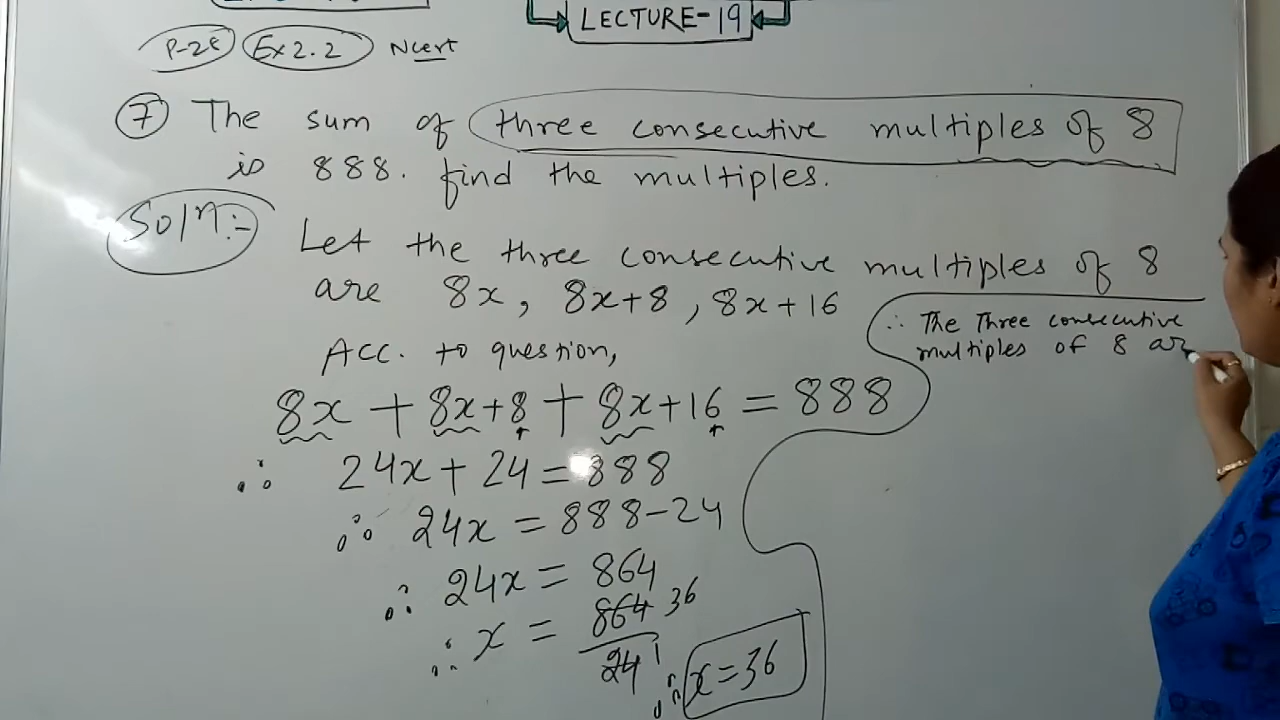 LECTURE-19
P-28 Ex 2.2 Ncert
7 The sum of three consecutive multiples of 8
is 888. find the multiples.
Soln:- Let the three consecutive multiples of 8
are 8x, 8x+8, 8x+16
Acc. to question,
8x + 8x+8 + 8x+16 = 888
∴ 24x + 24 = 888
∴ 24x = 888-24
∴ 24x = 864
∴ x = 864 36
24 1
∴ x = 36
∴ The Three consecutive
multiples of 8 ar